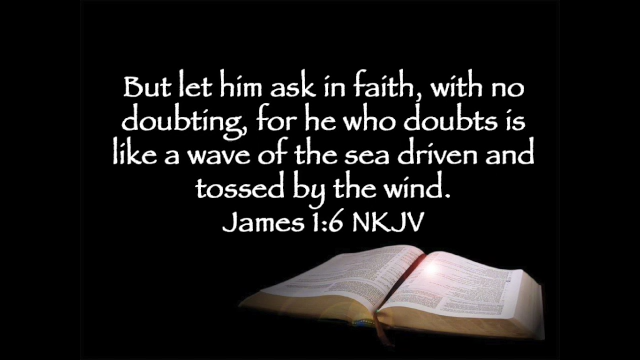 But let him ask in faith, with no
doubting, for he who doubts is
like a wave of the sea driven and
tossed by the wind.
James 1:6 NKJV